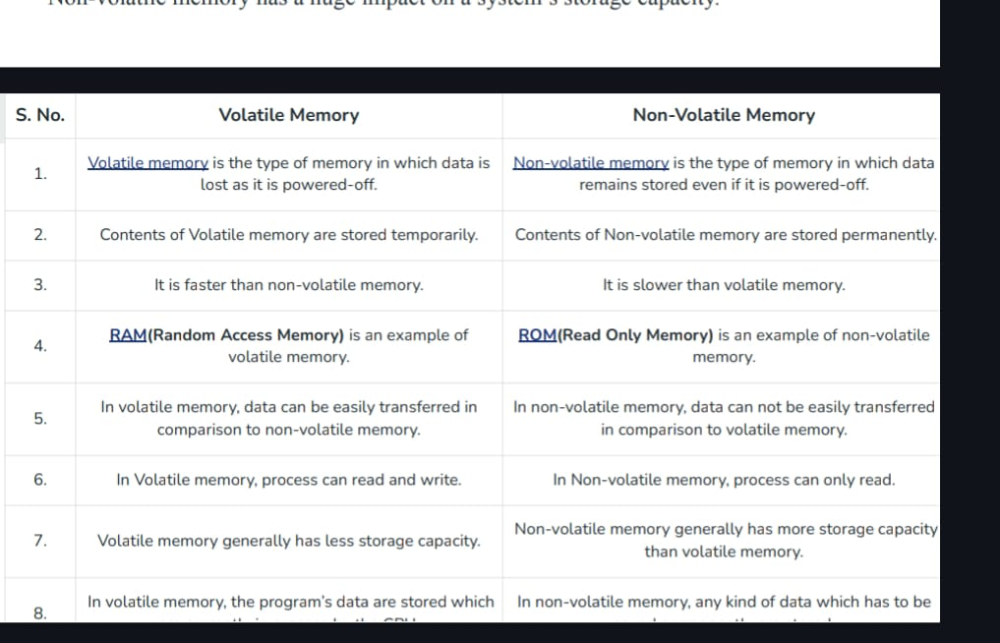 Non-volatile memory has a huge impact on a system's storage capacity.
S. No. Volatile Memory Non-Volatile Memory
1.
Volatile memory is the type of memory in which data is
lost as it is powered-off.
Non-volatile memory is the type of memory in which data
remains stored even if it is powered-off.
2. Contents of Volatile memory are stored temporarily. Contents of Non-volatile memory are stored permanently.
3. It is faster than non-volatile memory. It is slower than volatile memory.
4.
RAM(Random Access Memory) is an example of
volatile memory.
ROM(Read Only Memory) is an example of non-volatile
memory.
5.
In volatile memory, data can be easily transferred in
comparison to non-volatile memory.
In non-volatile memory, data can not be easily transferred
in comparison to volatile memory.
6. In Volatile memory, process can read and write. In Non-volatile memory, process can only read.
7.
Volatile memory generally has less storage capacity.
Non-volatile memory generally has more storage capacity
than volatile memory.
8.
In volatile memory, the program's data are stored which
In non-volatile memory, any kind of data which has to be